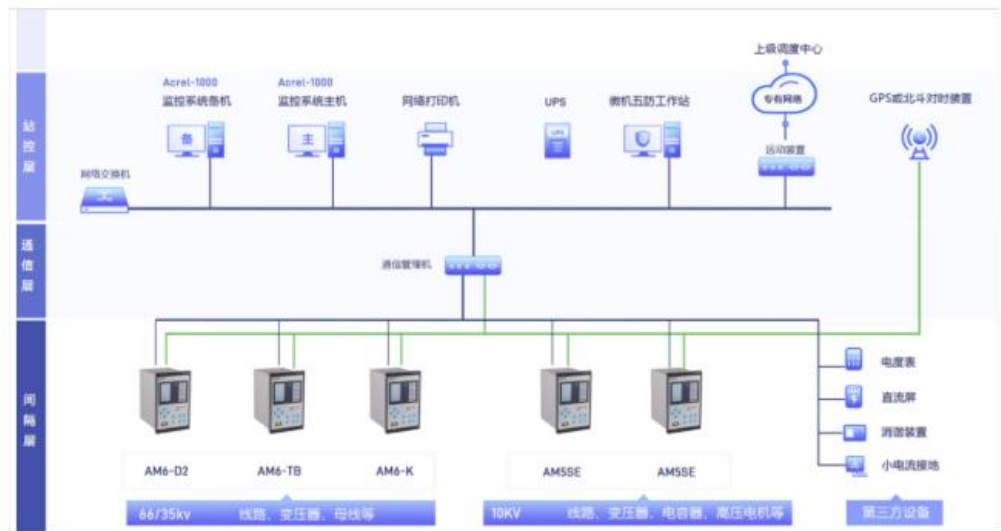 上级调度中心
Acrel-1000
监控系统备机
Acrel-1000
监控系统主机
网络打印机
UPS
微机五防工作站
专有网络
GPS或北斗对时装置
站控层
备
主
UPS
远动装置
网络交换机
通信层
通信管理机
间隔层
电度表
直流屏
消谐装置
小电流接地
AM6-D2
AM6-TB
AM6-K
AM5SE
AM5SE
66/35kv 线路、变压器、母线等
10KV 线路、变压器、电容器、高压电机等
第三方设备